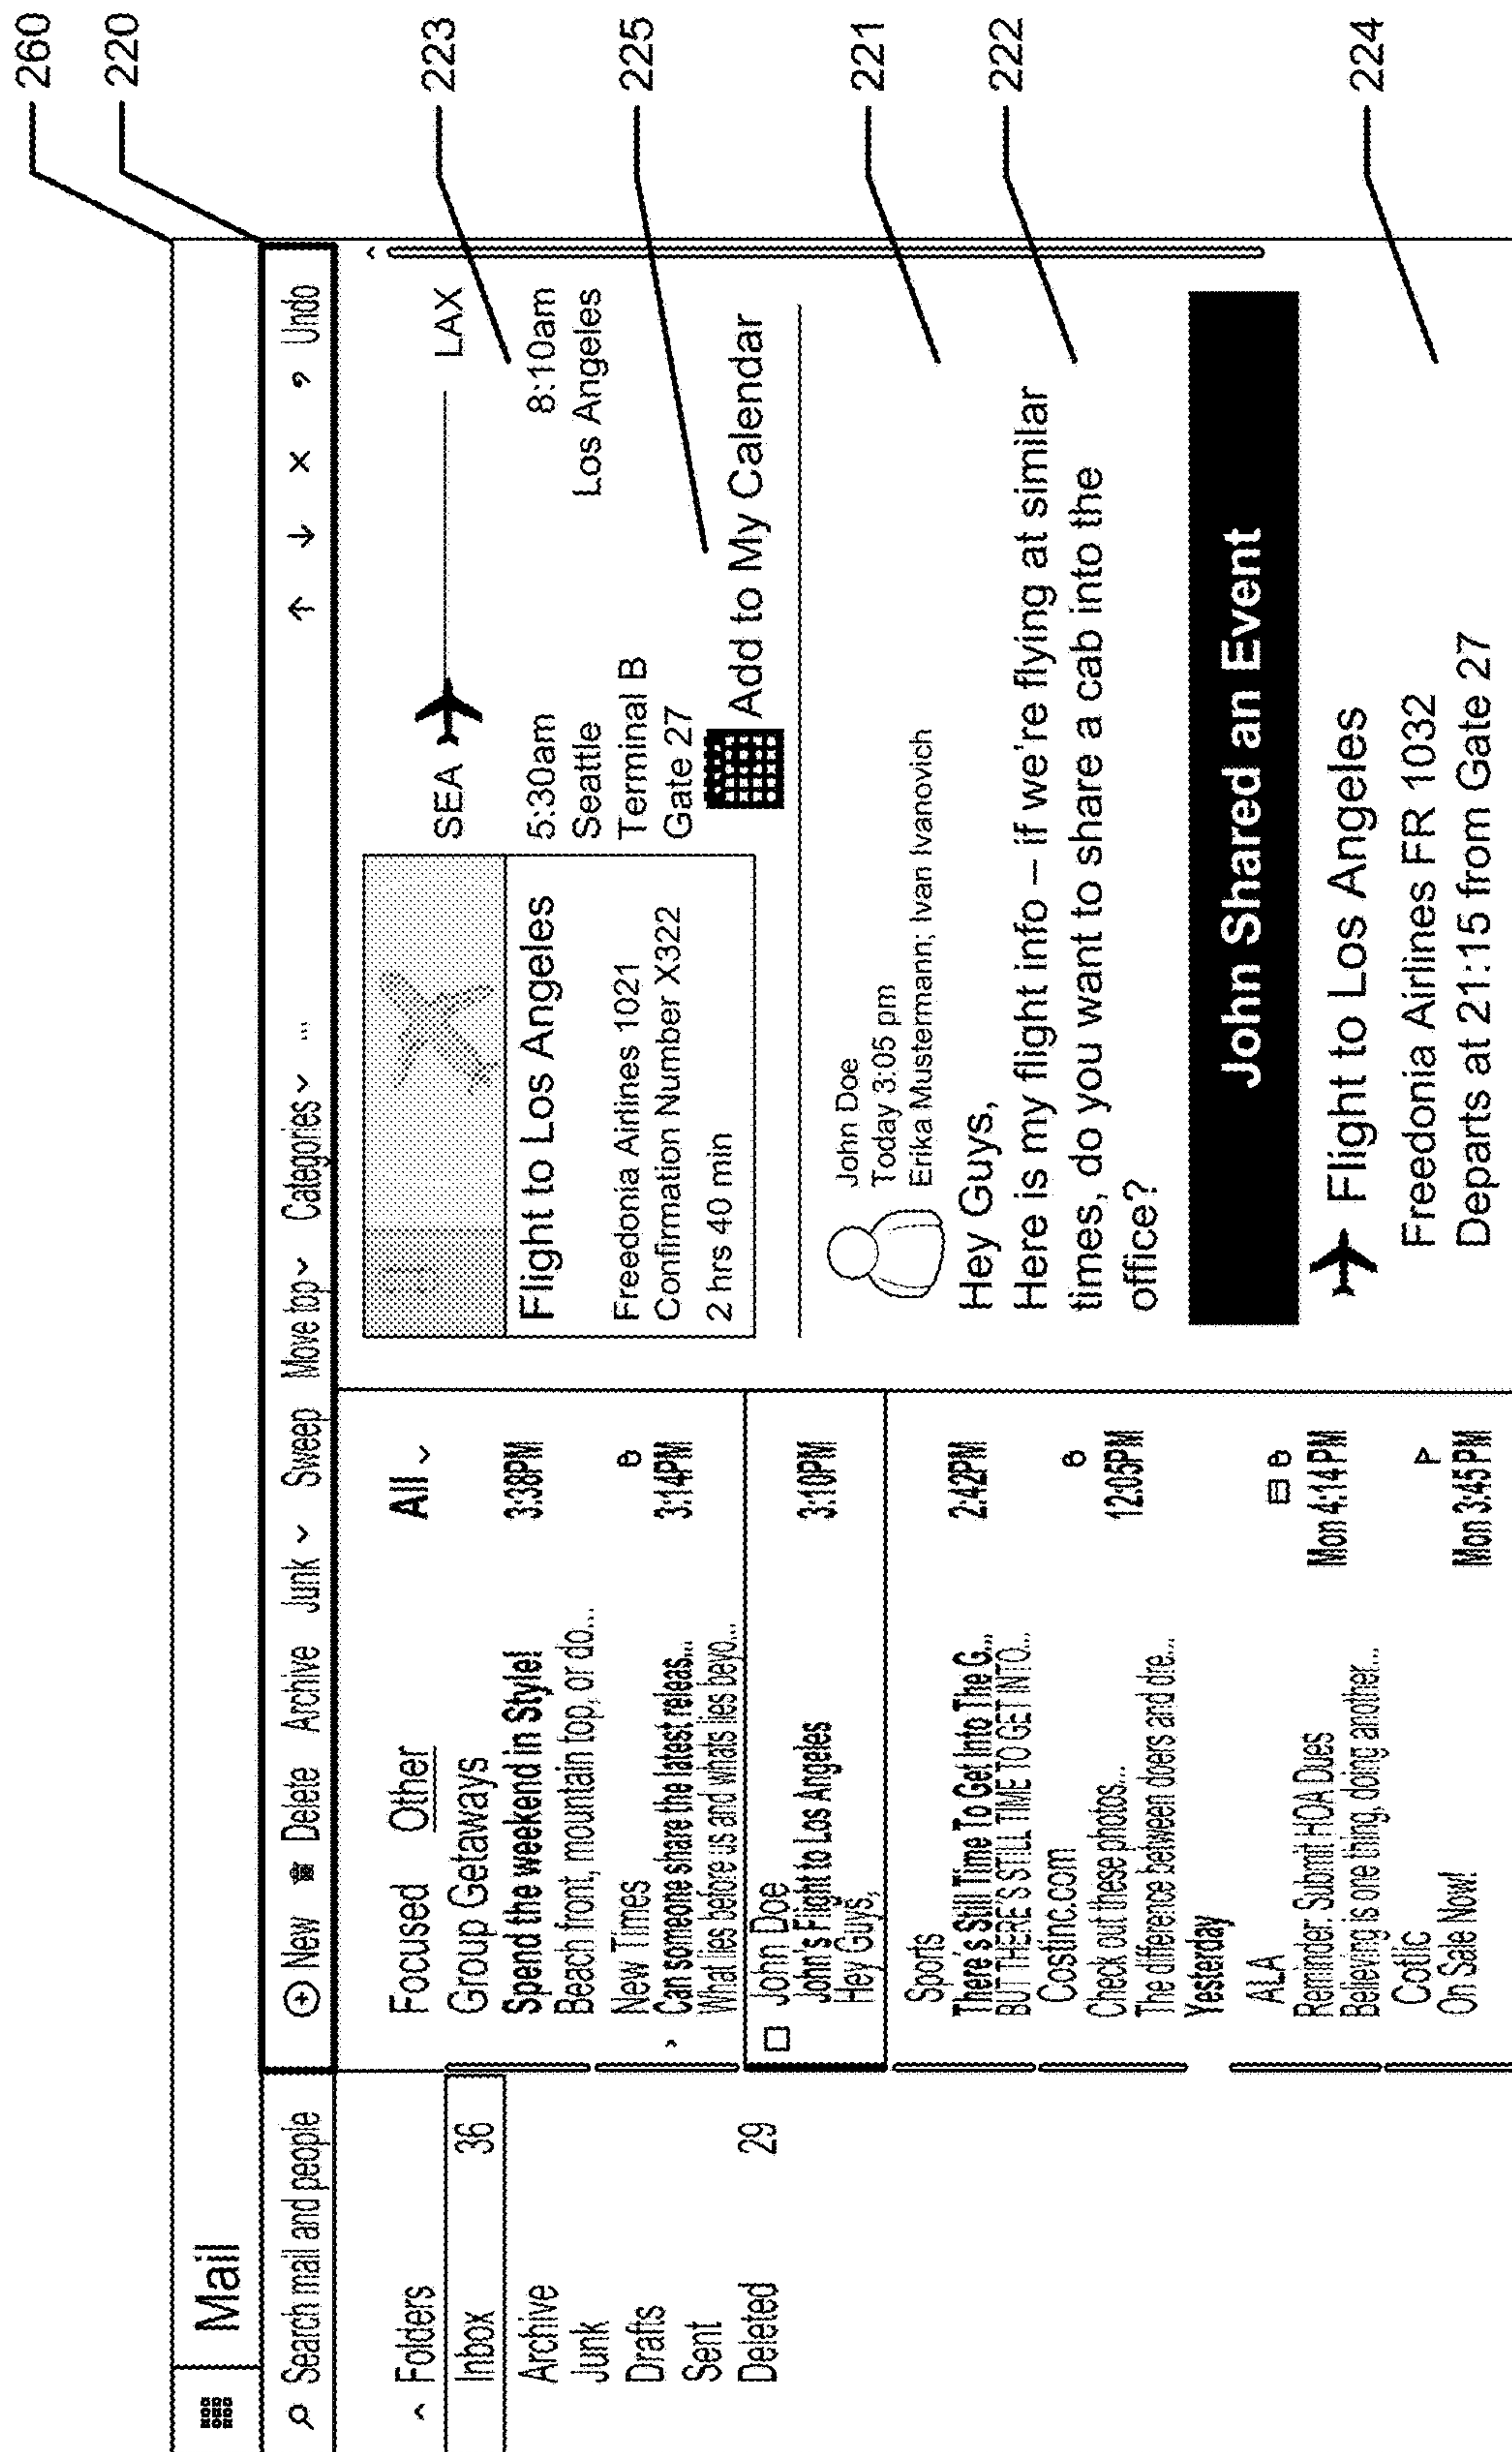 260
220
223
225
221
222
224
Mail
Search mail and people
New Delete Archive Junk Sweep Move top Categories ... Undo
Folders
Inbox 36
Archive
Junk
Drafts
Sent
Deleted 29
Focused Other All
Group Getaways
Spend the weekend in Style! 3:38PM
Beach front, mountain top, or do...
New Times
Can someone share the latest releas... 3:14PM
What lies before us and whats lies beyo...
John Doe
John's Flight to Los Angeles 3:10PM
Hey Guys,
Sports
There's Still Time To Get Into The G... 2:42PM
BUT THERE'S STILL TIME TO GET INTO...
Costinc.com
Check out these photos... 12:05PM
The difference between doers and dre...
Yesterday
ALA
Reminder: Submit HOA Dues Mon 4:14PM
Believing is one thing, doing another...
Cotlc
On Sale Now! Mon 3:45PM
Flight to Los Angeles
Freedonia Airlines 1021
Confirmation Number X322
2 hrs 40 min
SEA LAX
5:30am 8:10am
Seattle Los Angeles
Terminal B
Gate 27
Add to My Calendar
John Doe
Today 3:05 pm
Erika Mustermann; Ivan Ivanovich
Hey Guys,
Here is my flight info – if we're flying at similar
times, do you want to share a cab into the
office?
John Shared an Event
Flight to Los Angeles
Freedonia Airlines FR 1032
Departs at 21:15 from Gate 27